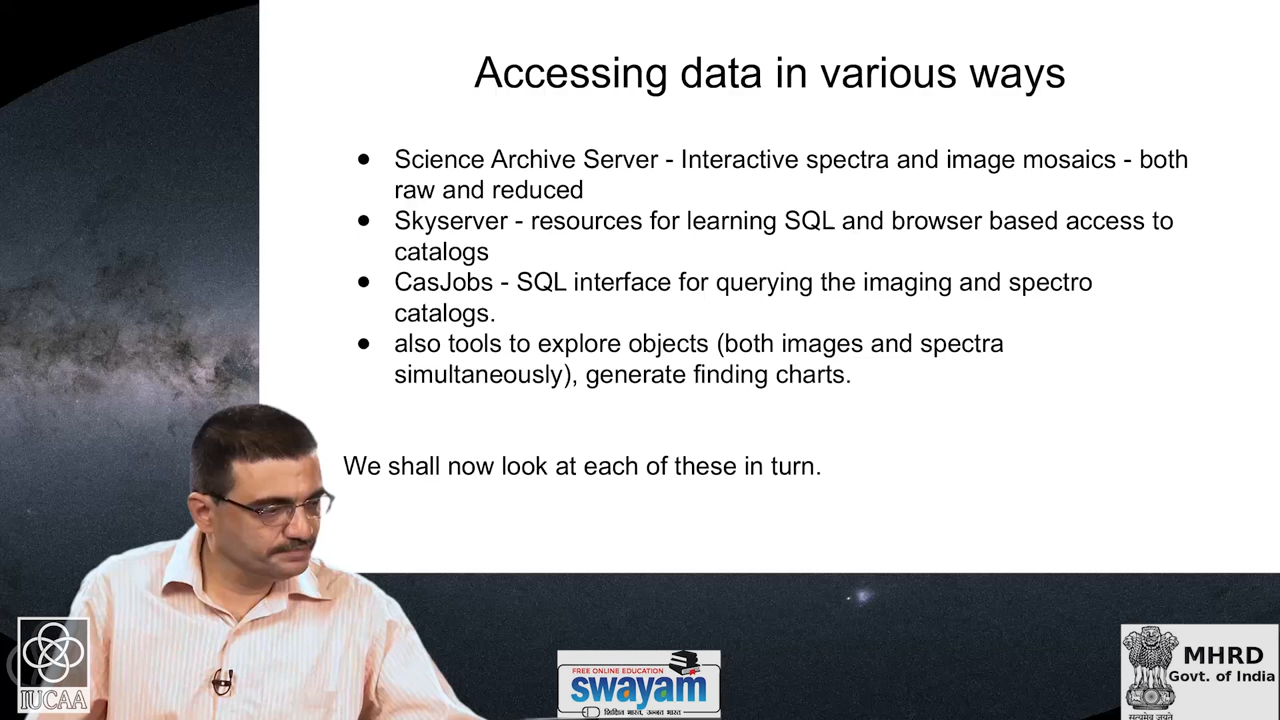 Accessing data in various ways
● Science Archive Server - Interactive spectra and image mosaics - both
raw and reduced
● Skyserver - resources for learning SQL and browser based access to
catalogs
● CasJobs - SQL interface for querying the imaging and spectro
catalogs.
● also tools to explore objects (both images and spectra
simultaneously), generate finding charts.
We shall now look at each of these in turn.
IUCAA
FREE ONLINE EDUCATION
swayam
शिक्षित भारत, उन्नत भारत
MHRD
Govt. of India
सत्यमेव जयते